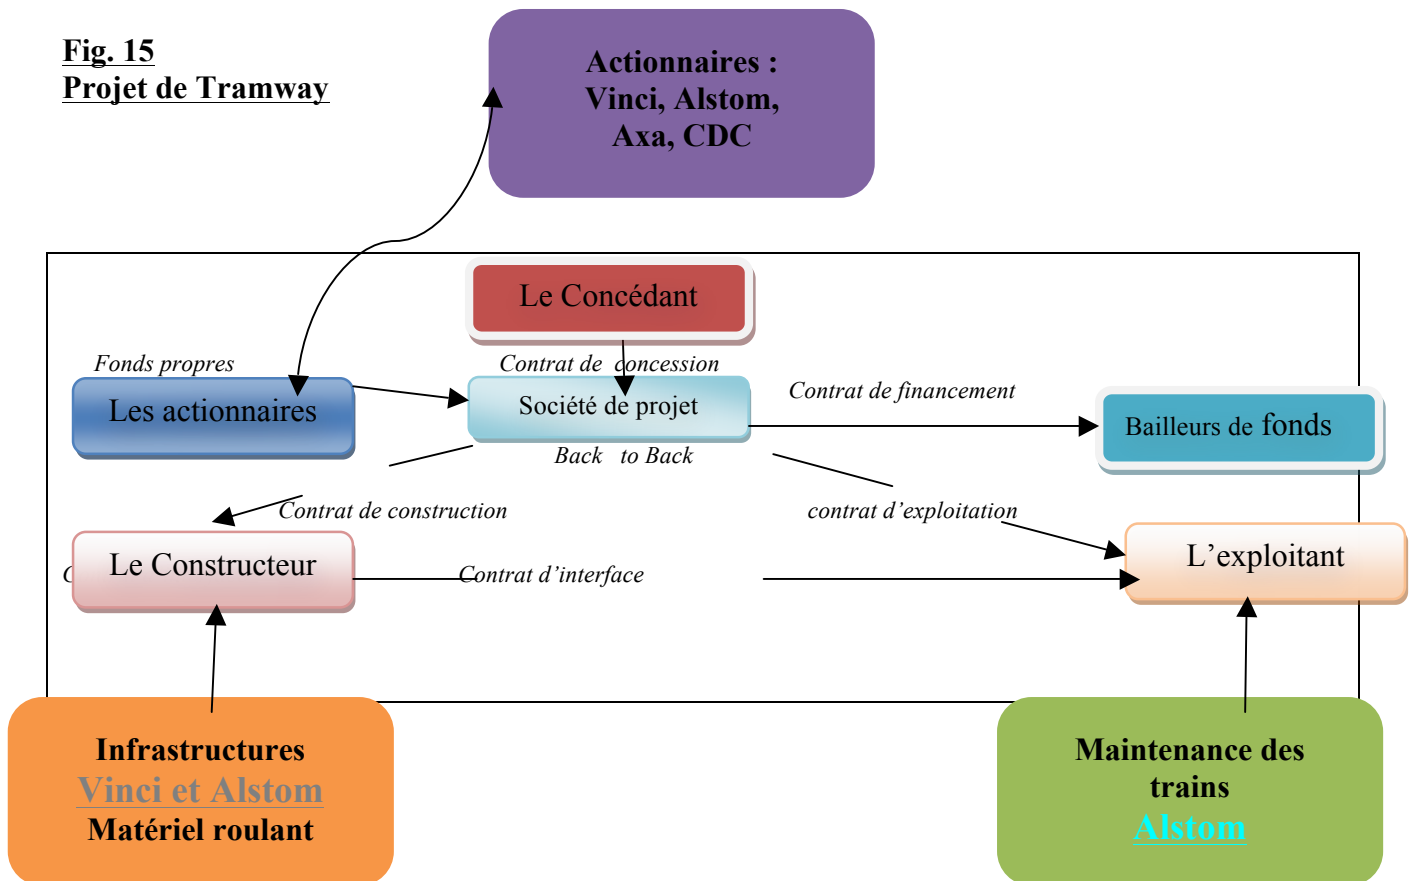 Fig. 15
Projet de Tramway
Actionnaires :
Vinci, Alstom,
Axa, CDC
Le Concédant
Fonds propres
Contrat de concession
Contrat de financement
Les actionnaires
Société de projet
Bailleurs de fonds
Back to Back
Contrat de construction
contrat d’exploitation
Le Constructeur
L’exploitant
Contrat d’interface
Infrastructures
Vinci et Alstom
Matériel roulant
Maintenance des
trains
Alstom